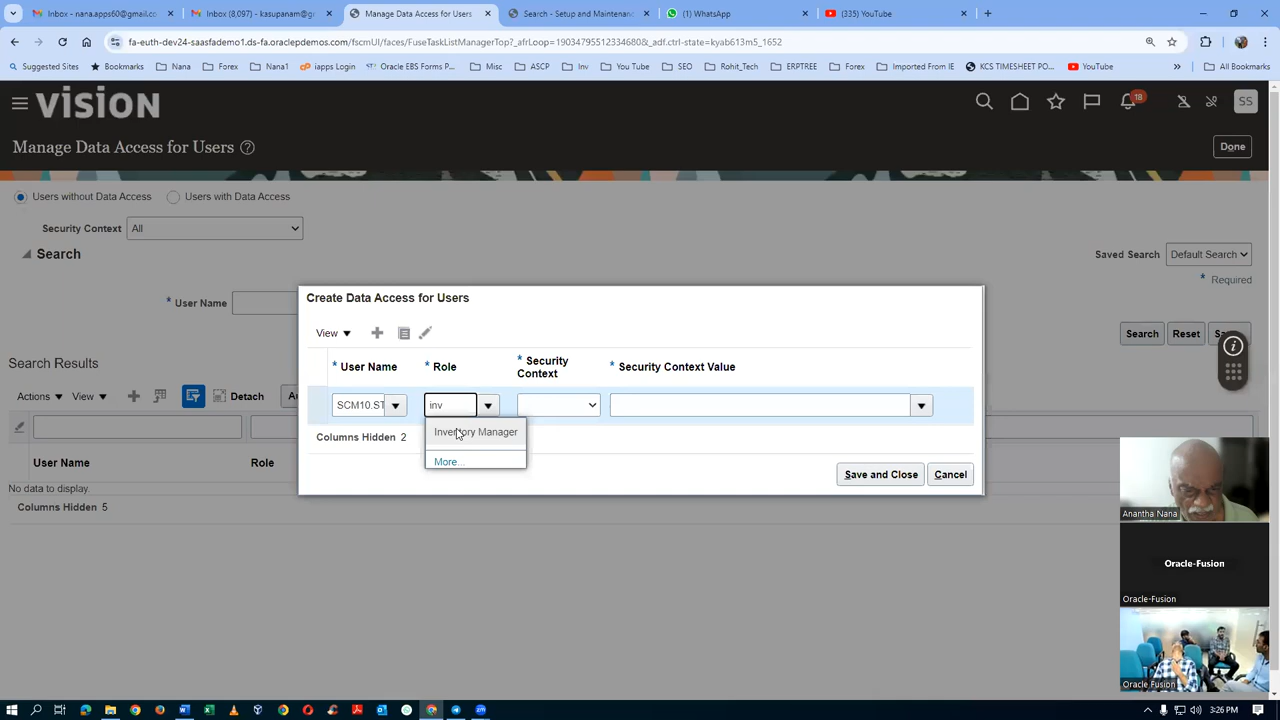 Inbox - nana.apps60@gmail.co
Inbox (8,097) - kasupanam@g
Manage Data Access for Users
Search - Setup and Maintenanc
(1) WhatsApp
(335) YouTube
fa-euth-dev24-saasfademo1.ds-fa.oraclepdemos.com/fscmUI/faces/FuseTaskListManagerTop?_afrLoop=1903479551233468​0&_adf.ctrl-state=kyab613m5_1652
Suggested Sites
Bookmarks
Nana
Forex
Nana1
iapps Login
Oracle EBS Forms P...
Misc
ASCP
Inv
You Tube
SEO
Rohit_Tech
ERPTREE
Forex
Imported From IE
KCS TIMESHEET PO...
YouTube
»
All Bookmarks
VISION
18
SS
Manage Data Access for Users
Done
Users without Data Access
Users with Data Access
Security Context
All
Search
Saved Search
Default Search
* Required
* User Name
Search
Reset
Search Results
Actions
View
Detach
User Name
Role
No data to display.
Columns Hidden 5
Create Data Access for Users
View
* User Name
* Role
* Security Context
* Security Context Value
SCM10.ST
inv
Inventory Manager
More...
Columns Hidden 2
Save and Close
Cancel
Anantha Nana
Oracle-Fusion
Oracle-Fusion
Oracle Fusion
3:26 PM